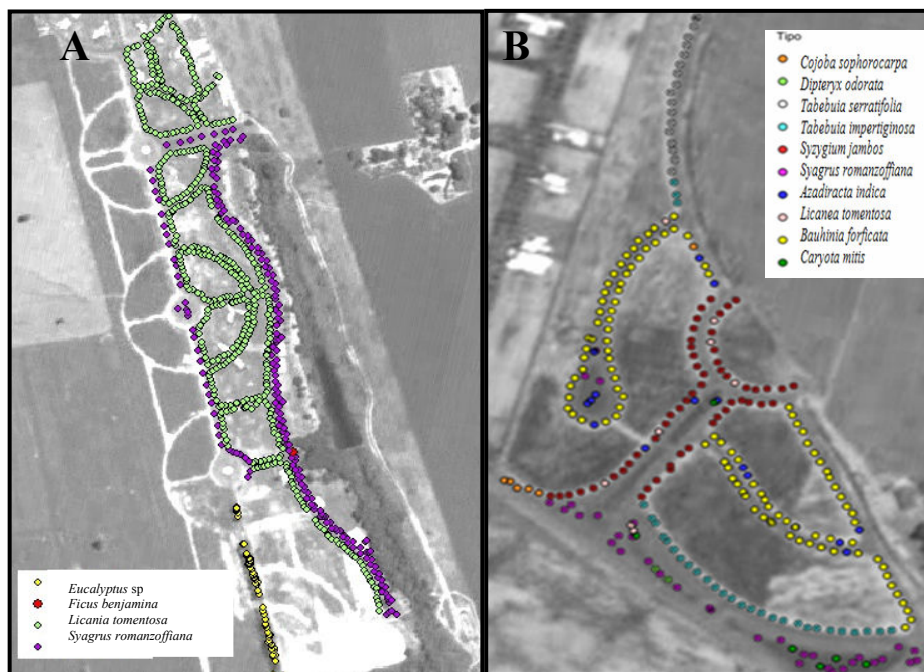 A
Eucalyptus sp
Ficus benjamina
Licania tomentosa
Syagrus romanzoffiana
B
Tipo
Cojoba sophorocarpa
Dipteryx odorata
Tabebuia serratifolia
Tabebuia impertiginosa
Syzygium jambos
Syagrus romanzoffiana
Azadiracta indica
Licanea tomentosa
Bauhinia forficata
Caryota mitis